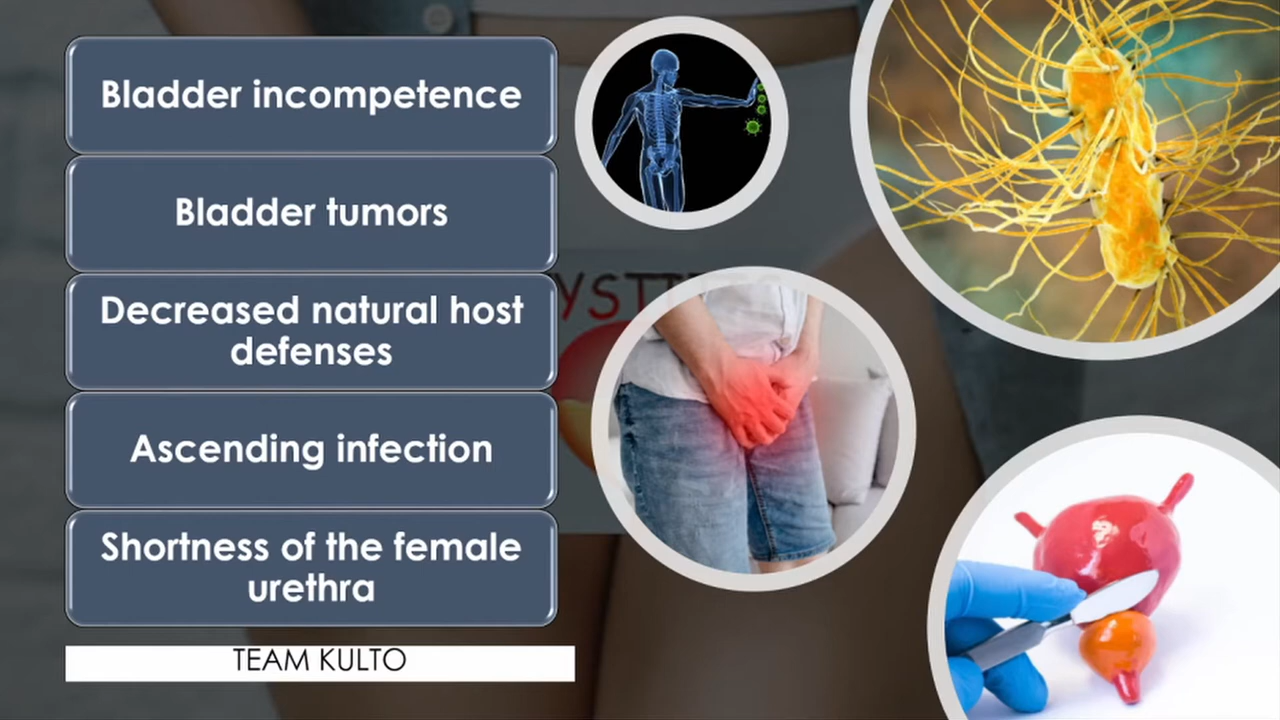 Bladder incompetence
Bladder tumors
Decreased natural host
defenses
Ascending infection
Shortness of the female
urethra
TEAM KULTO